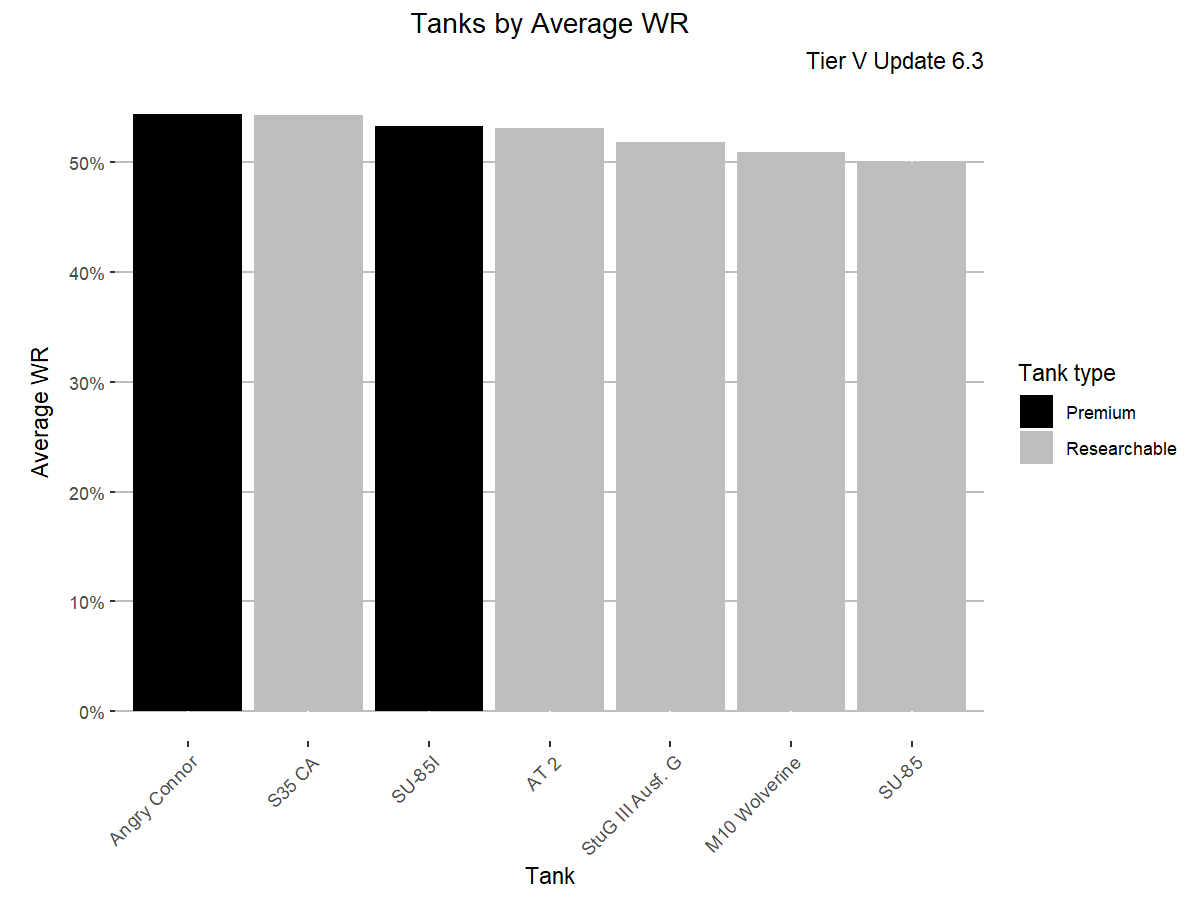 Tanks by Average WR
Tier V Update 6.3
Average WR
50%
40%
30%
20%
10%
0%
Angry Connor
S35 CA
SU-85I
AT 2
StuG III Ausf. G
M10 Wolverine
SU-85
Tank
Tank type
Premium
Researchable